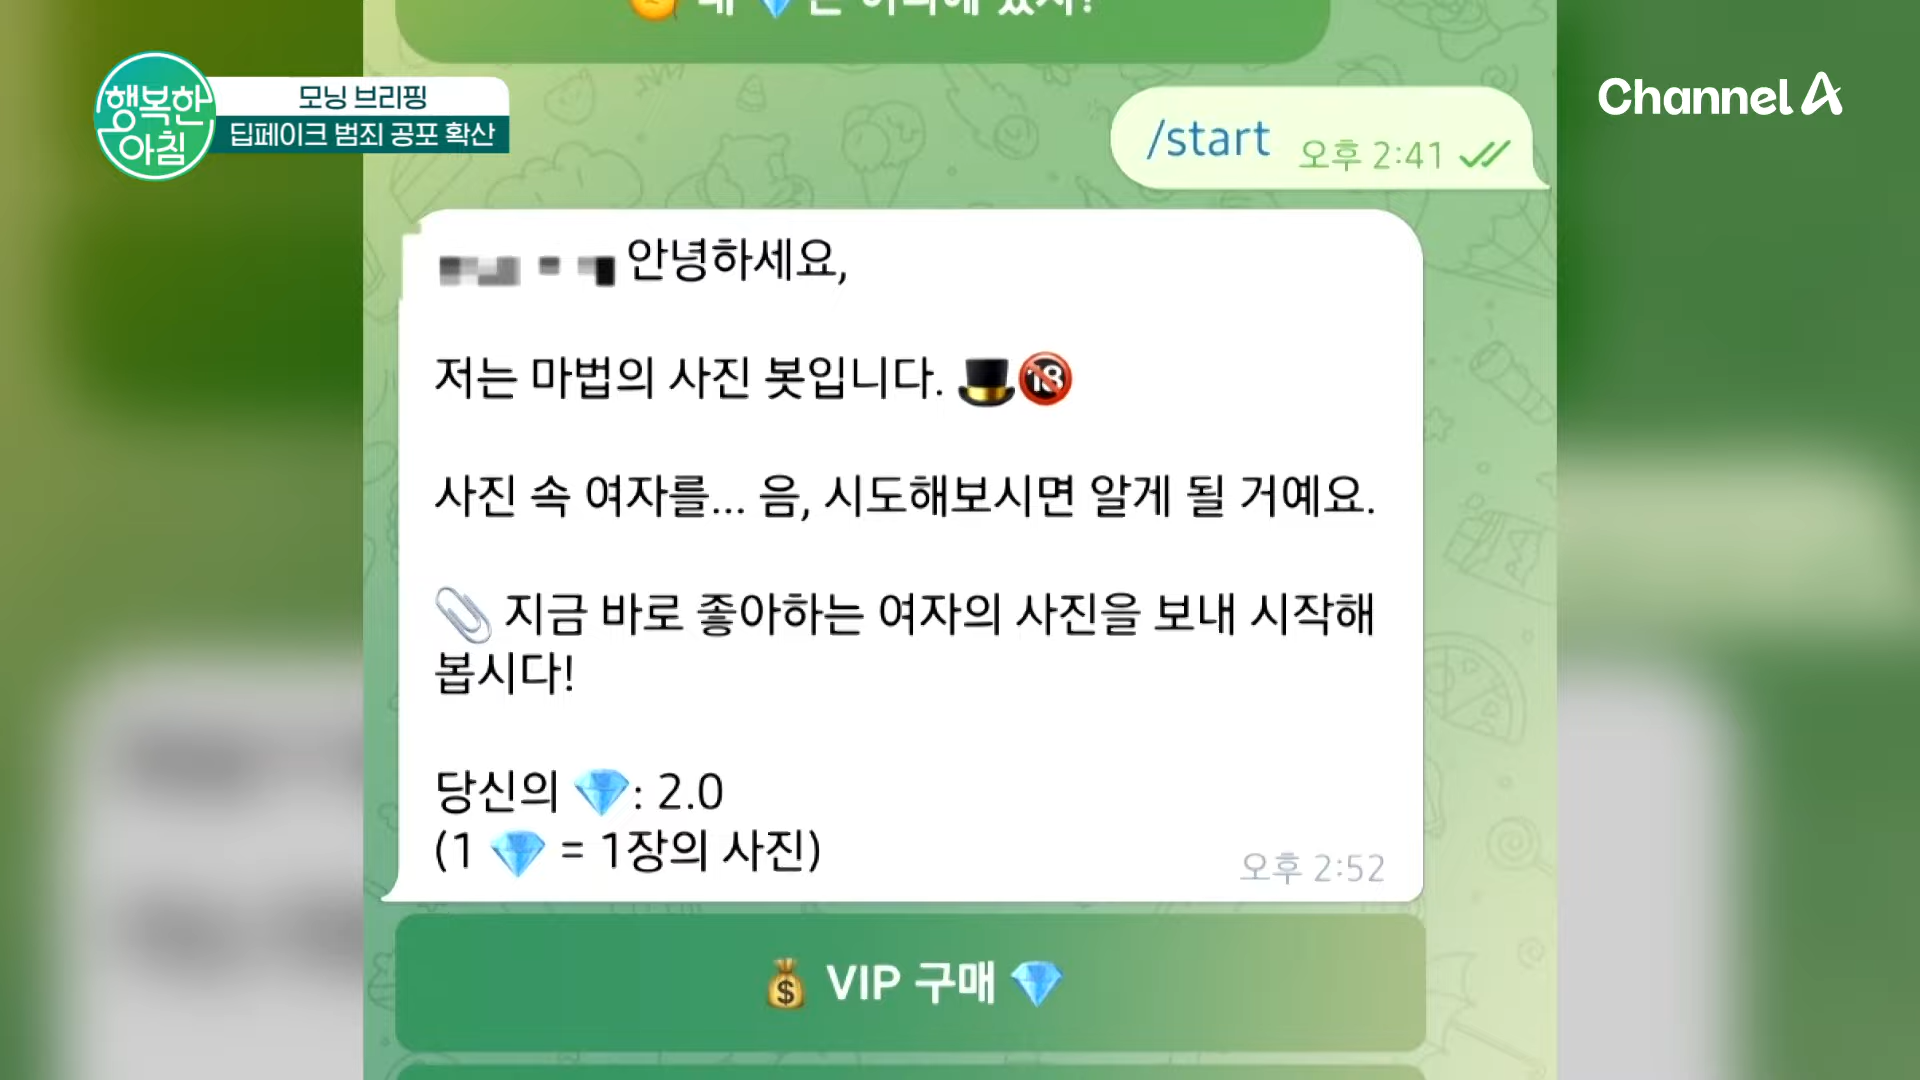 행복한
아침
모닝 브리핑
딥페이크 범죄 공포 확산
Channel A
/start 오후 2:41
안녕하세요,
저는 마법의 사진 봇입니다. 🎩🔞
사진 속 여자를... 음, 시도해보시면 알게 될 거예요.
📎 지금 바로 좋아하는 여자의 사진을 보내 시작해
봅시다!
당신의 💎: 2.0
(1 💎 = 1장의 사진)
오후 2:52
💰 VIP 구매 💎